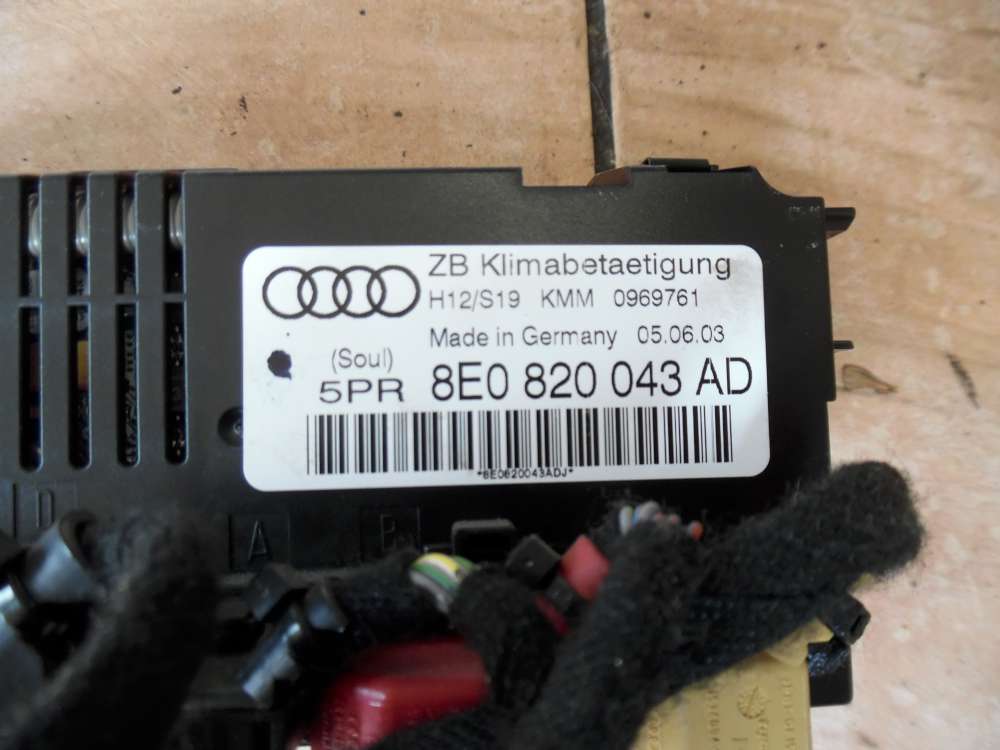 ZB Klimabetaetigung
H12/S19 KMM 0969761
Made in Germany 05.06.03
(Soul)
5PR 8E0 820 043 AD
*8E0820043ADJ*
D A B